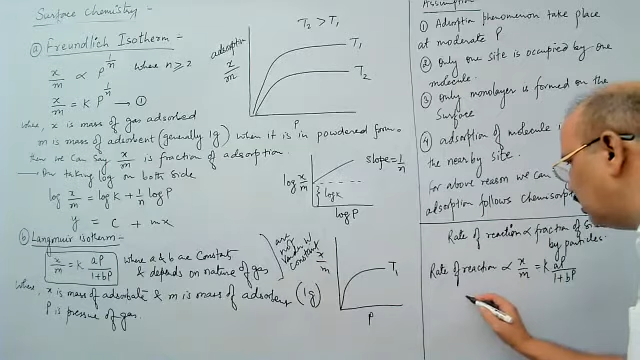 Surface Chemistry -
ⓐ Freundlich Isotherm -
x/m ∝ P^(1/n) where n ≥ 2
x/m = K P^(1/n) → ①
where, x is mass of gas adsorbed
m is mass of adsorbent (generally 1g) when it is in powdered form.
then we can say x/m is fraction of adsorption.
→ On taking log on both side
log x/m = log K + 1/n log P
y = C + mx
ⓑ Langmuir isotherm -
x/m = K aP/(1+bP) where a & b are Constants & depends on nature of gas
are not Constant
where, x is mass of adsorbate & m is mass of adsorbent (1g)
P is pressure of gas.
T2 > T1
adsorption
x/m
T1
T2
P
log x/m
slope = 1/n
log K
log P
x/m
T1
P
Assumption
① Adsorption phenomenon take place
at moderate P
② Only one site is occupied by one
molecule.
③ Only monolayer is formed on the
Surface
④ adsorption of molecule
the nearby site.
For above reason we can
adsorption follows
Rate of reaction ∝ fraction of
by particles.
Rate of reaction ∝ x/m = K aP/(1+bP)